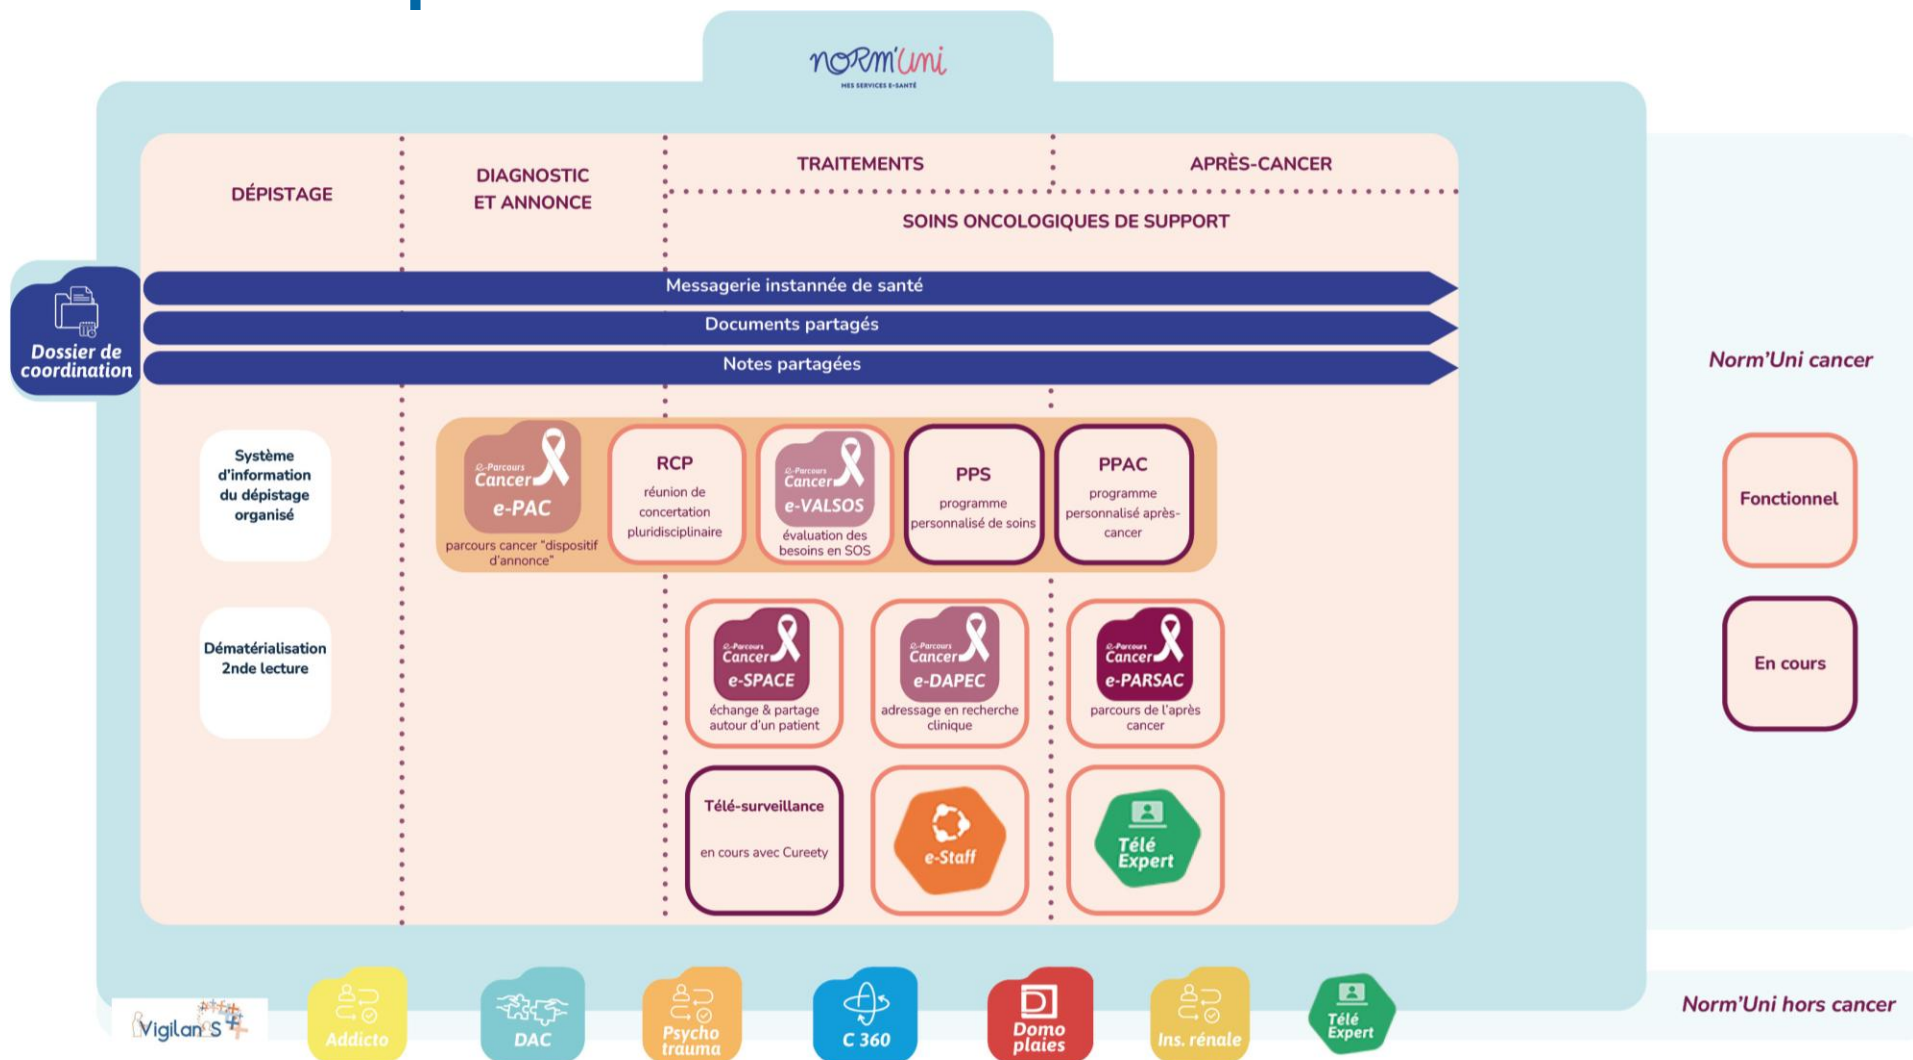 norm'uni
MES SERVICES E-SANTÉ
DÉPISTAGE
DIAGNOSTIC
ET ANNONCE
TRAITEMENTS
APRÈS-CANCER
SOINS ONCOLOGIQUES DE SUPPORT
Dossier de
coordination
Messagerie instannée de santé
Documents partagés
Notes partagées
Système
d'information
du dépistage
organisé
e-Parcours
Cancer
e-PAC
parcours cancer "dispositif
d'annonce"
RCP
réunion de
concertation
pluridisciplinaire
e-Parcours
Cancer
e-VALSOS
évaluation des
besoins en SOS
PPS
programme
personnalisé de soins
PPAC
programme
personnalisé après-
cancer
Dématérialisation
2nde lecture
e-Parcours
Cancer
e-SPACE
échange & partage
autour d'un patient
e-Parcours
Cancer
e-DAPEC
adressage en recherche
clinique
e-Parcours
Cancer
e-PARSAC
parcours de l'après
cancer
Télé-surveillance
en cours avec Cureety
e-Staff
Télé
Expert
Norm'Uni cancer
Fonctionnel
En cours
VigilanS
Addicto
DAC
Psycho
trauma
C 360
Domo
plaies
Ins. rénale
Télé
Expert
Norm'Uni hors cancer